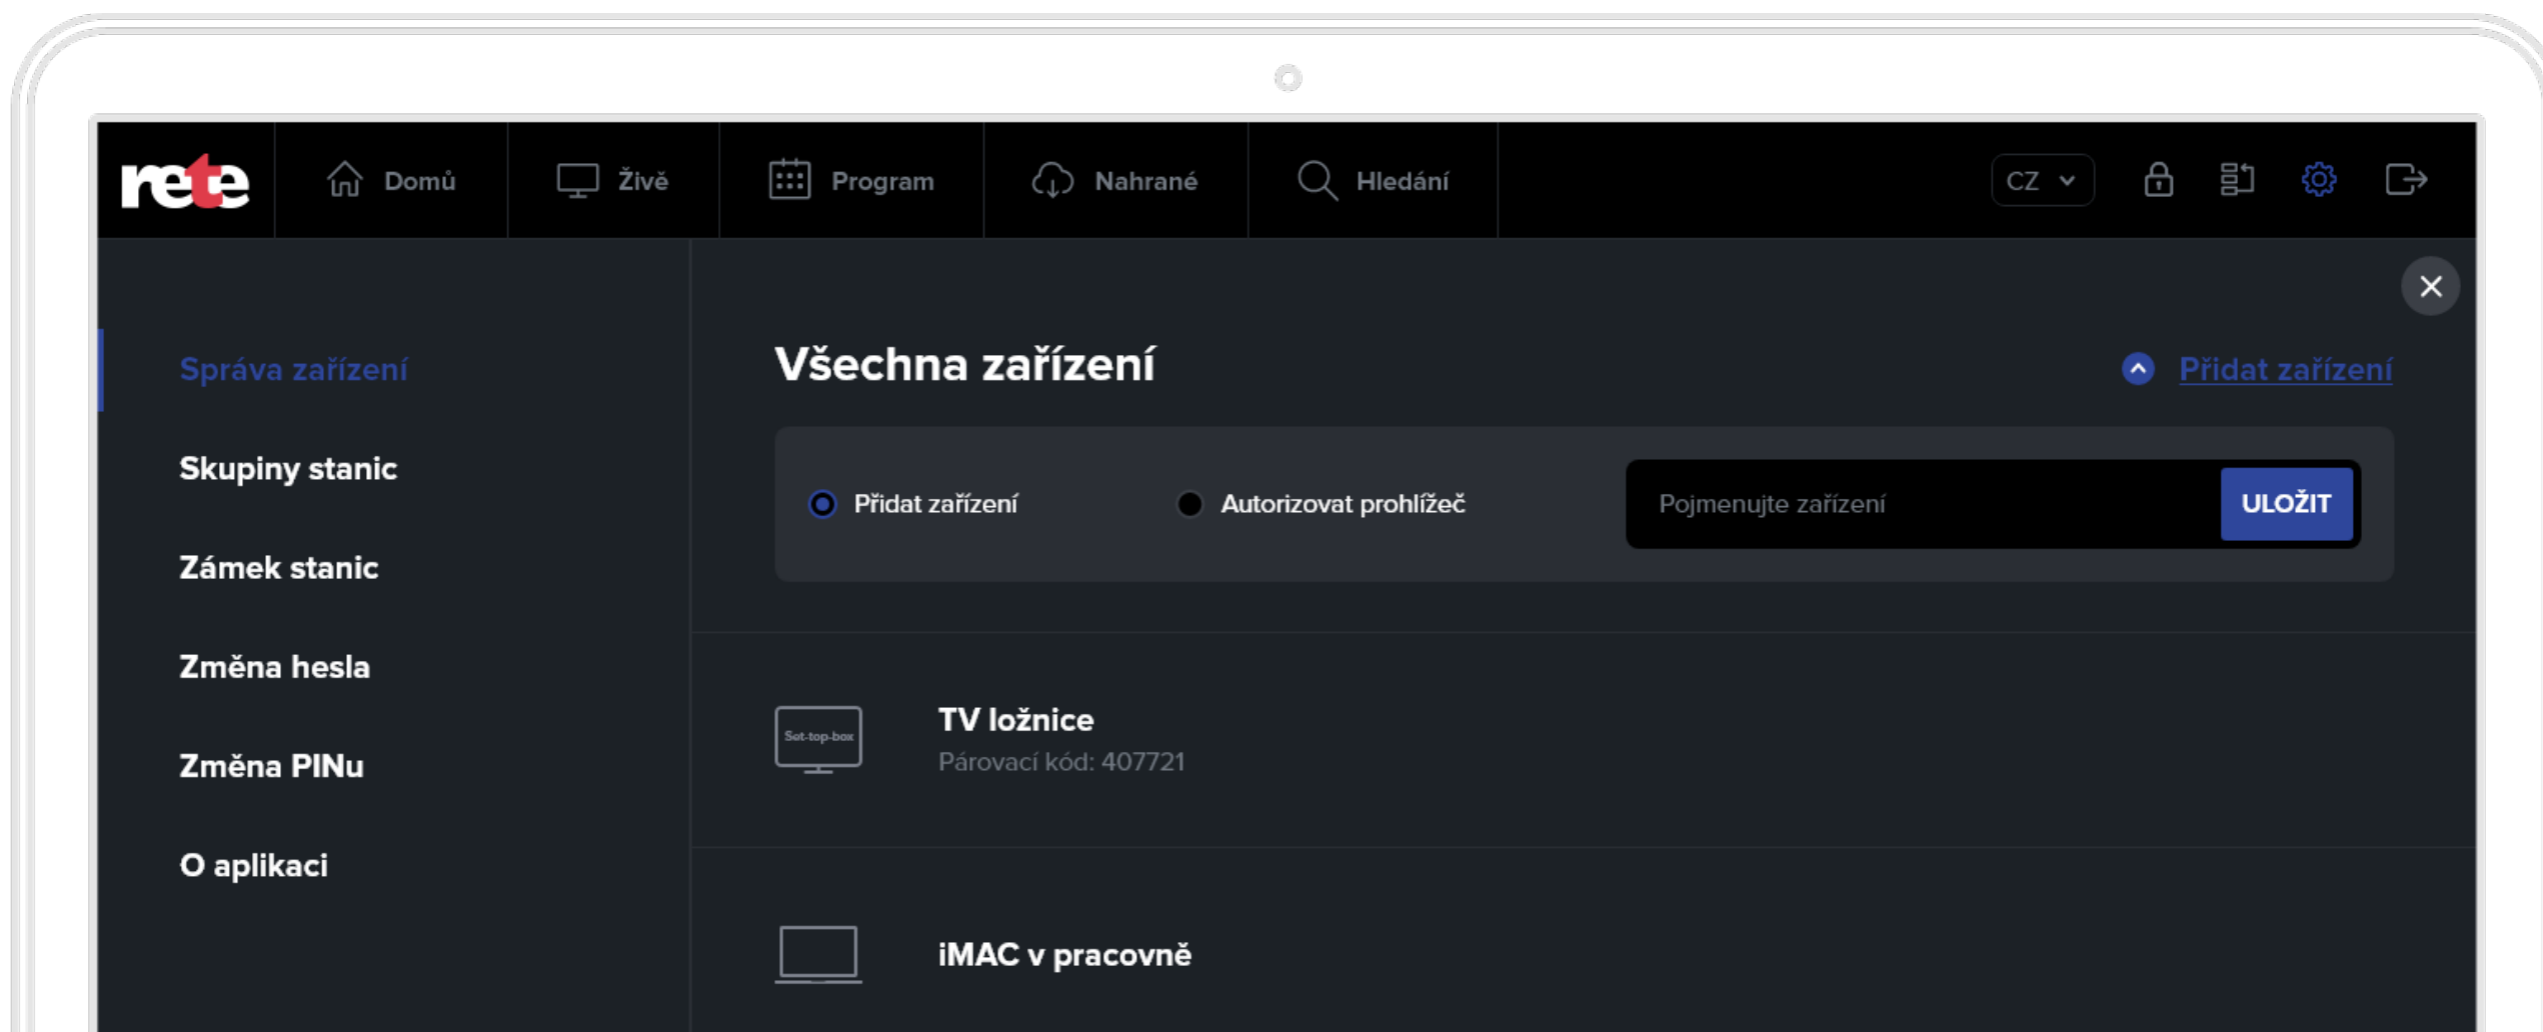 rete
Domů
Živě
Program
Nahrané
Hledání
CZ
Správa zařízení
Skupiny stanic
Zámek stanic
Změna hesla
Změna PINu
O aplikaci
Všechna zařízení
Přidat zařízení
Přidat zařízení
Autorizovat prohlížeč
Pojmenujte zařízení
ULOŽIT
Set-top-box
TV ložnice
Párovací kód: 407721
iMAC v pracovně